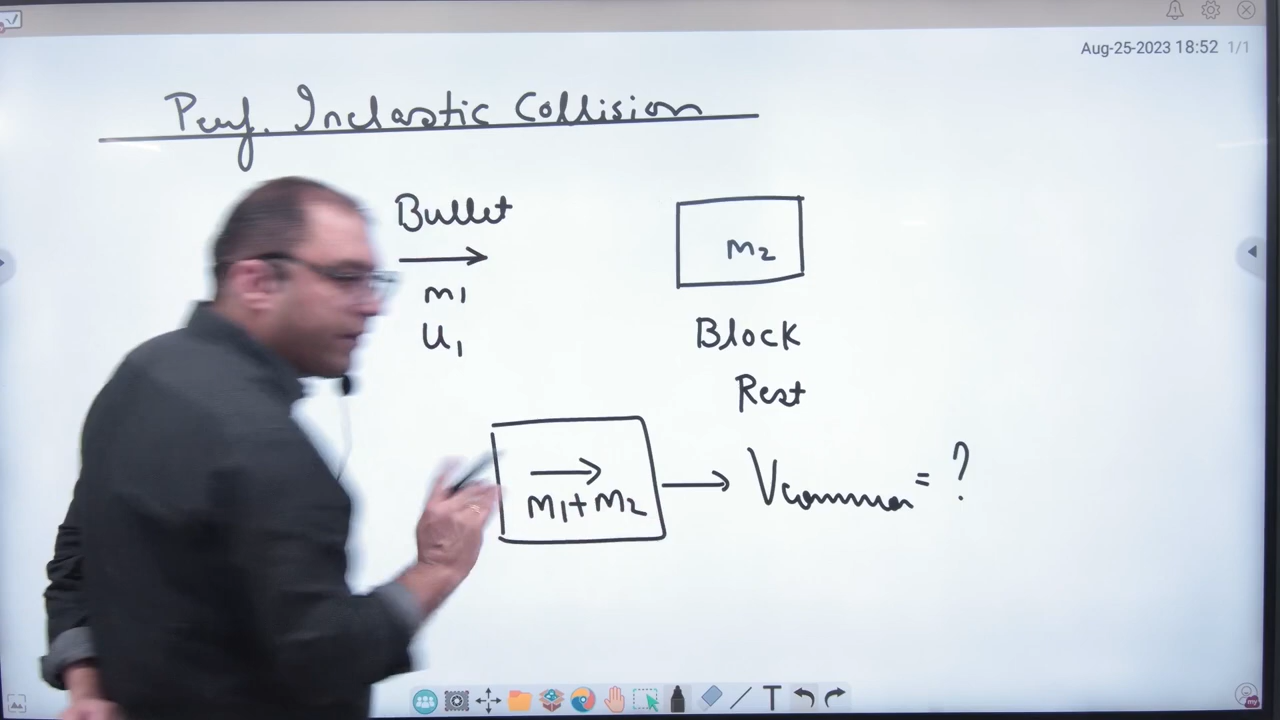 Aug-25-2023 18:52 1/1
Perf. Inelastic Collision
Bullet
m1
u1
m2
Block
Rest
m1+m2
Vcommon = ?
T
my